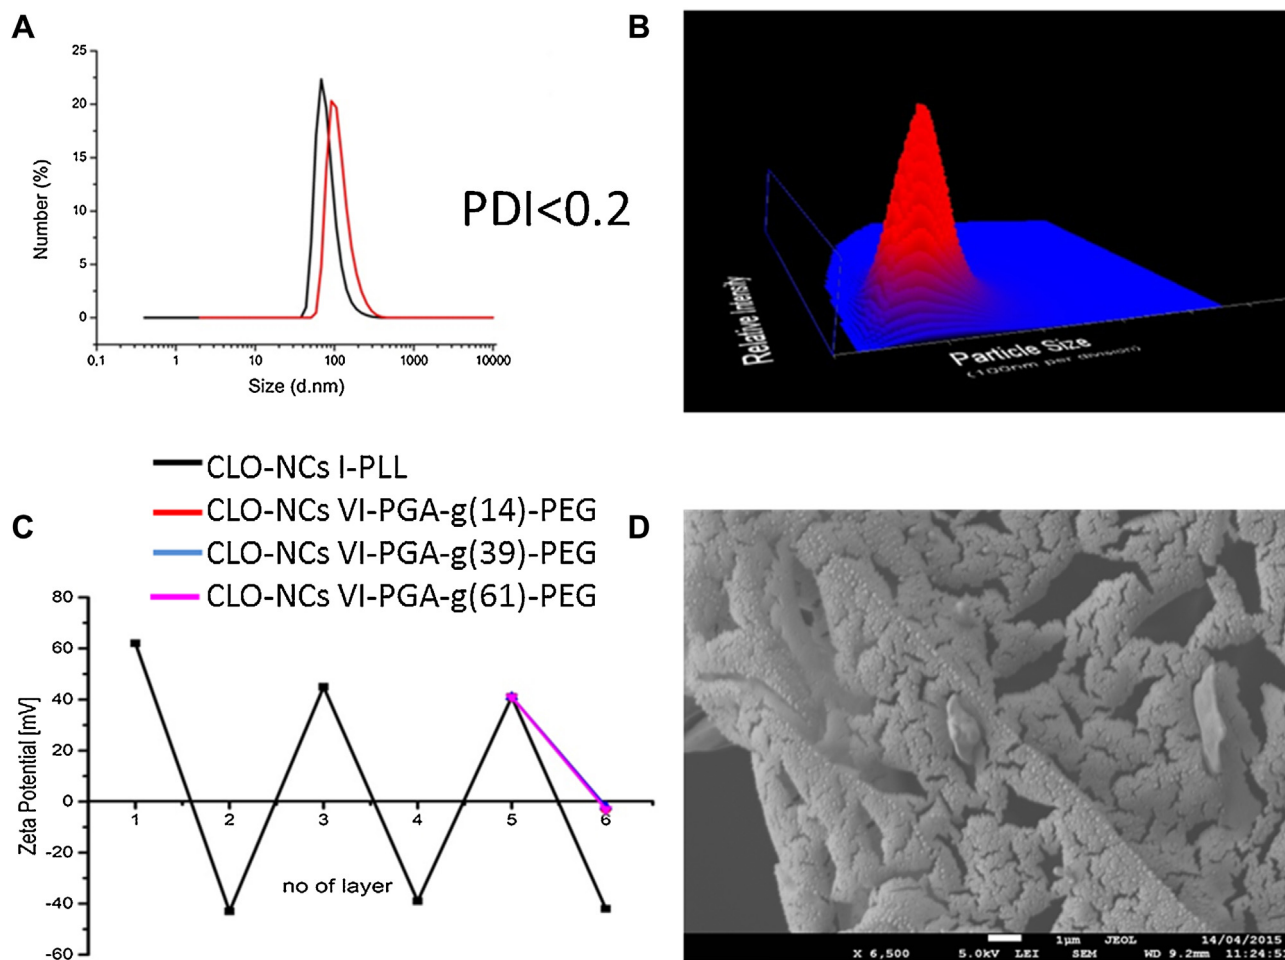 A
25
20
15
10
5
0
Number (%)
0.1 1 10 100 1000 10000
Size (d.nm)
PDI<0.2
B
Relative Intensity
Particle Size
(100nm per division)
CLO-NCs I-PLL
CLO-NCs VI-PGA-g(14)-PEG
CLO-NCs VI-PGA-g(39)-PEG
CLO-NCs VI-PGA-g(61)-PEG
C
80
60
40
20
0
-20
-40
-60
Zeta Potential [mV]
1 2 3 4 5 6
no of layer
D
1µm JEOL 14/04/2015
X 6,500 5.0kV LEI SEM WD 9.2mm